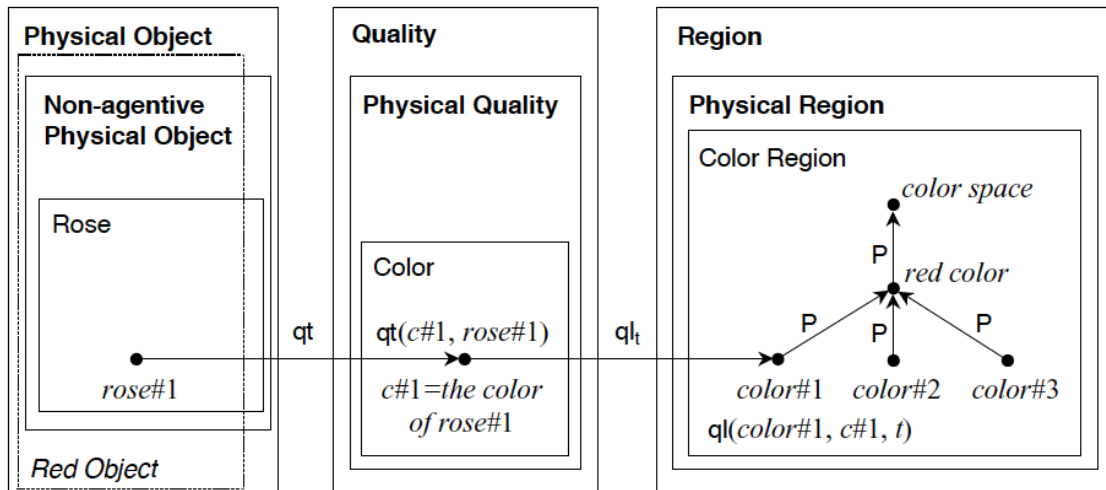 Physical Object
Non-agentive
Physical Object
Rose
rose#1
Red Object
qt
Quality
Physical Quality
Color
qt(c#1, rose#1)
c#1=the color
of rose#1
qlt
Region
Physical Region
Color Region
color space
P
red color
P
P
P
color#1
color#2
color#3
ql(color#1, c#1, t)